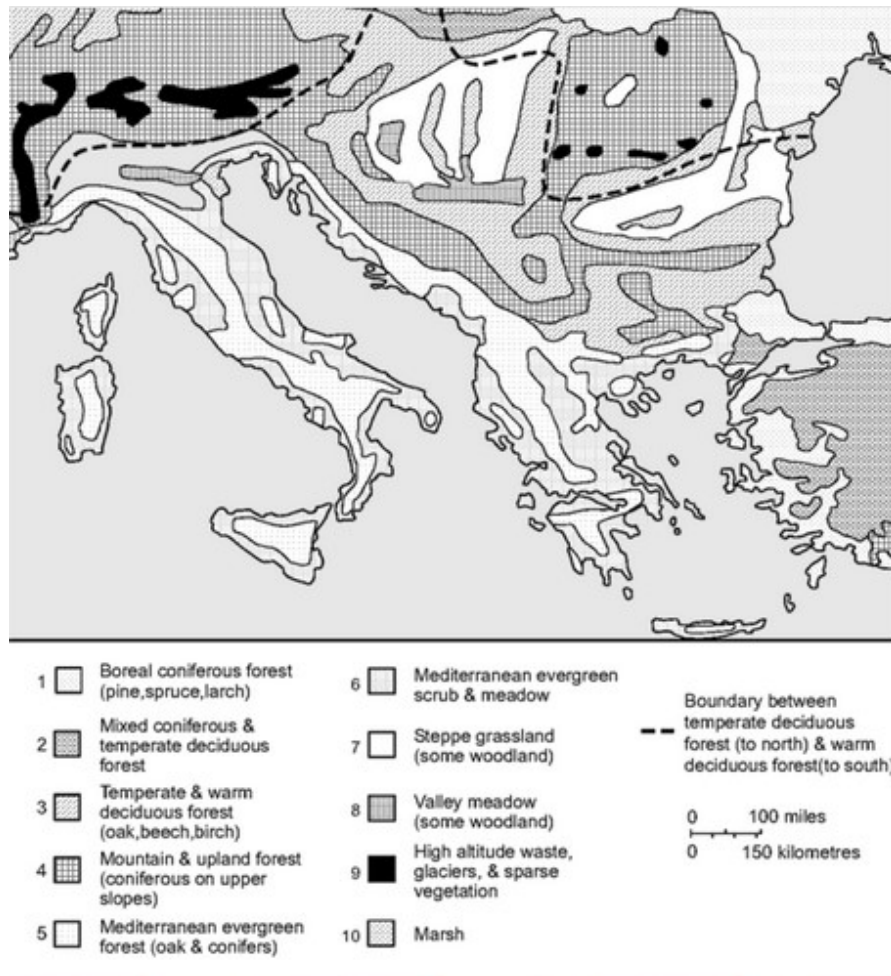 1 Boreal coniferous forest
(pine,spruce,larch)
2 Mixed coniferous &
temperate deciduous
forest
3 Temperate & warm
deciduous forest
(oak,beech,birch)
4 Mountain & upland forest
(coniferous on upper
slopes)
5 Mediterranean evergreen
forest (oak & conifers)
6 Mediterranean evergreen
scrub & meadow
7 Steppe grassland
(some woodland)
8 Valley meadow
(some woodland)
9 High altitude waste,
glaciers, & sparse
vegetation
10 Marsh
Boundary between
temperate deciduous
forest (to north) & warm
deciduous forest(to south)
0 100 miles
0 150 kilometres